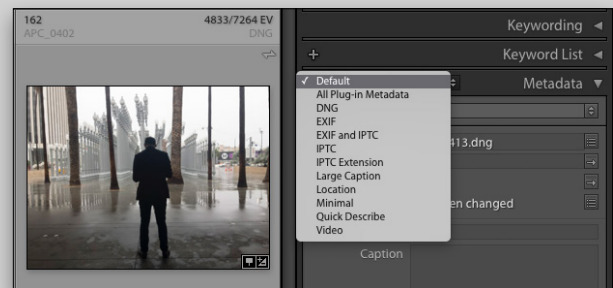 162
4833/7264 EV
APC_0402
DNG
Keywording
Keyword List
Metadata
✓ Default
All Plug-in Metadata
DNG
EXIF
EXIF and IPTC
IPTC
IPTC Extension
Large Caption
Location
Minimal
Quick Describe
Video
413.dng
en changed
Caption